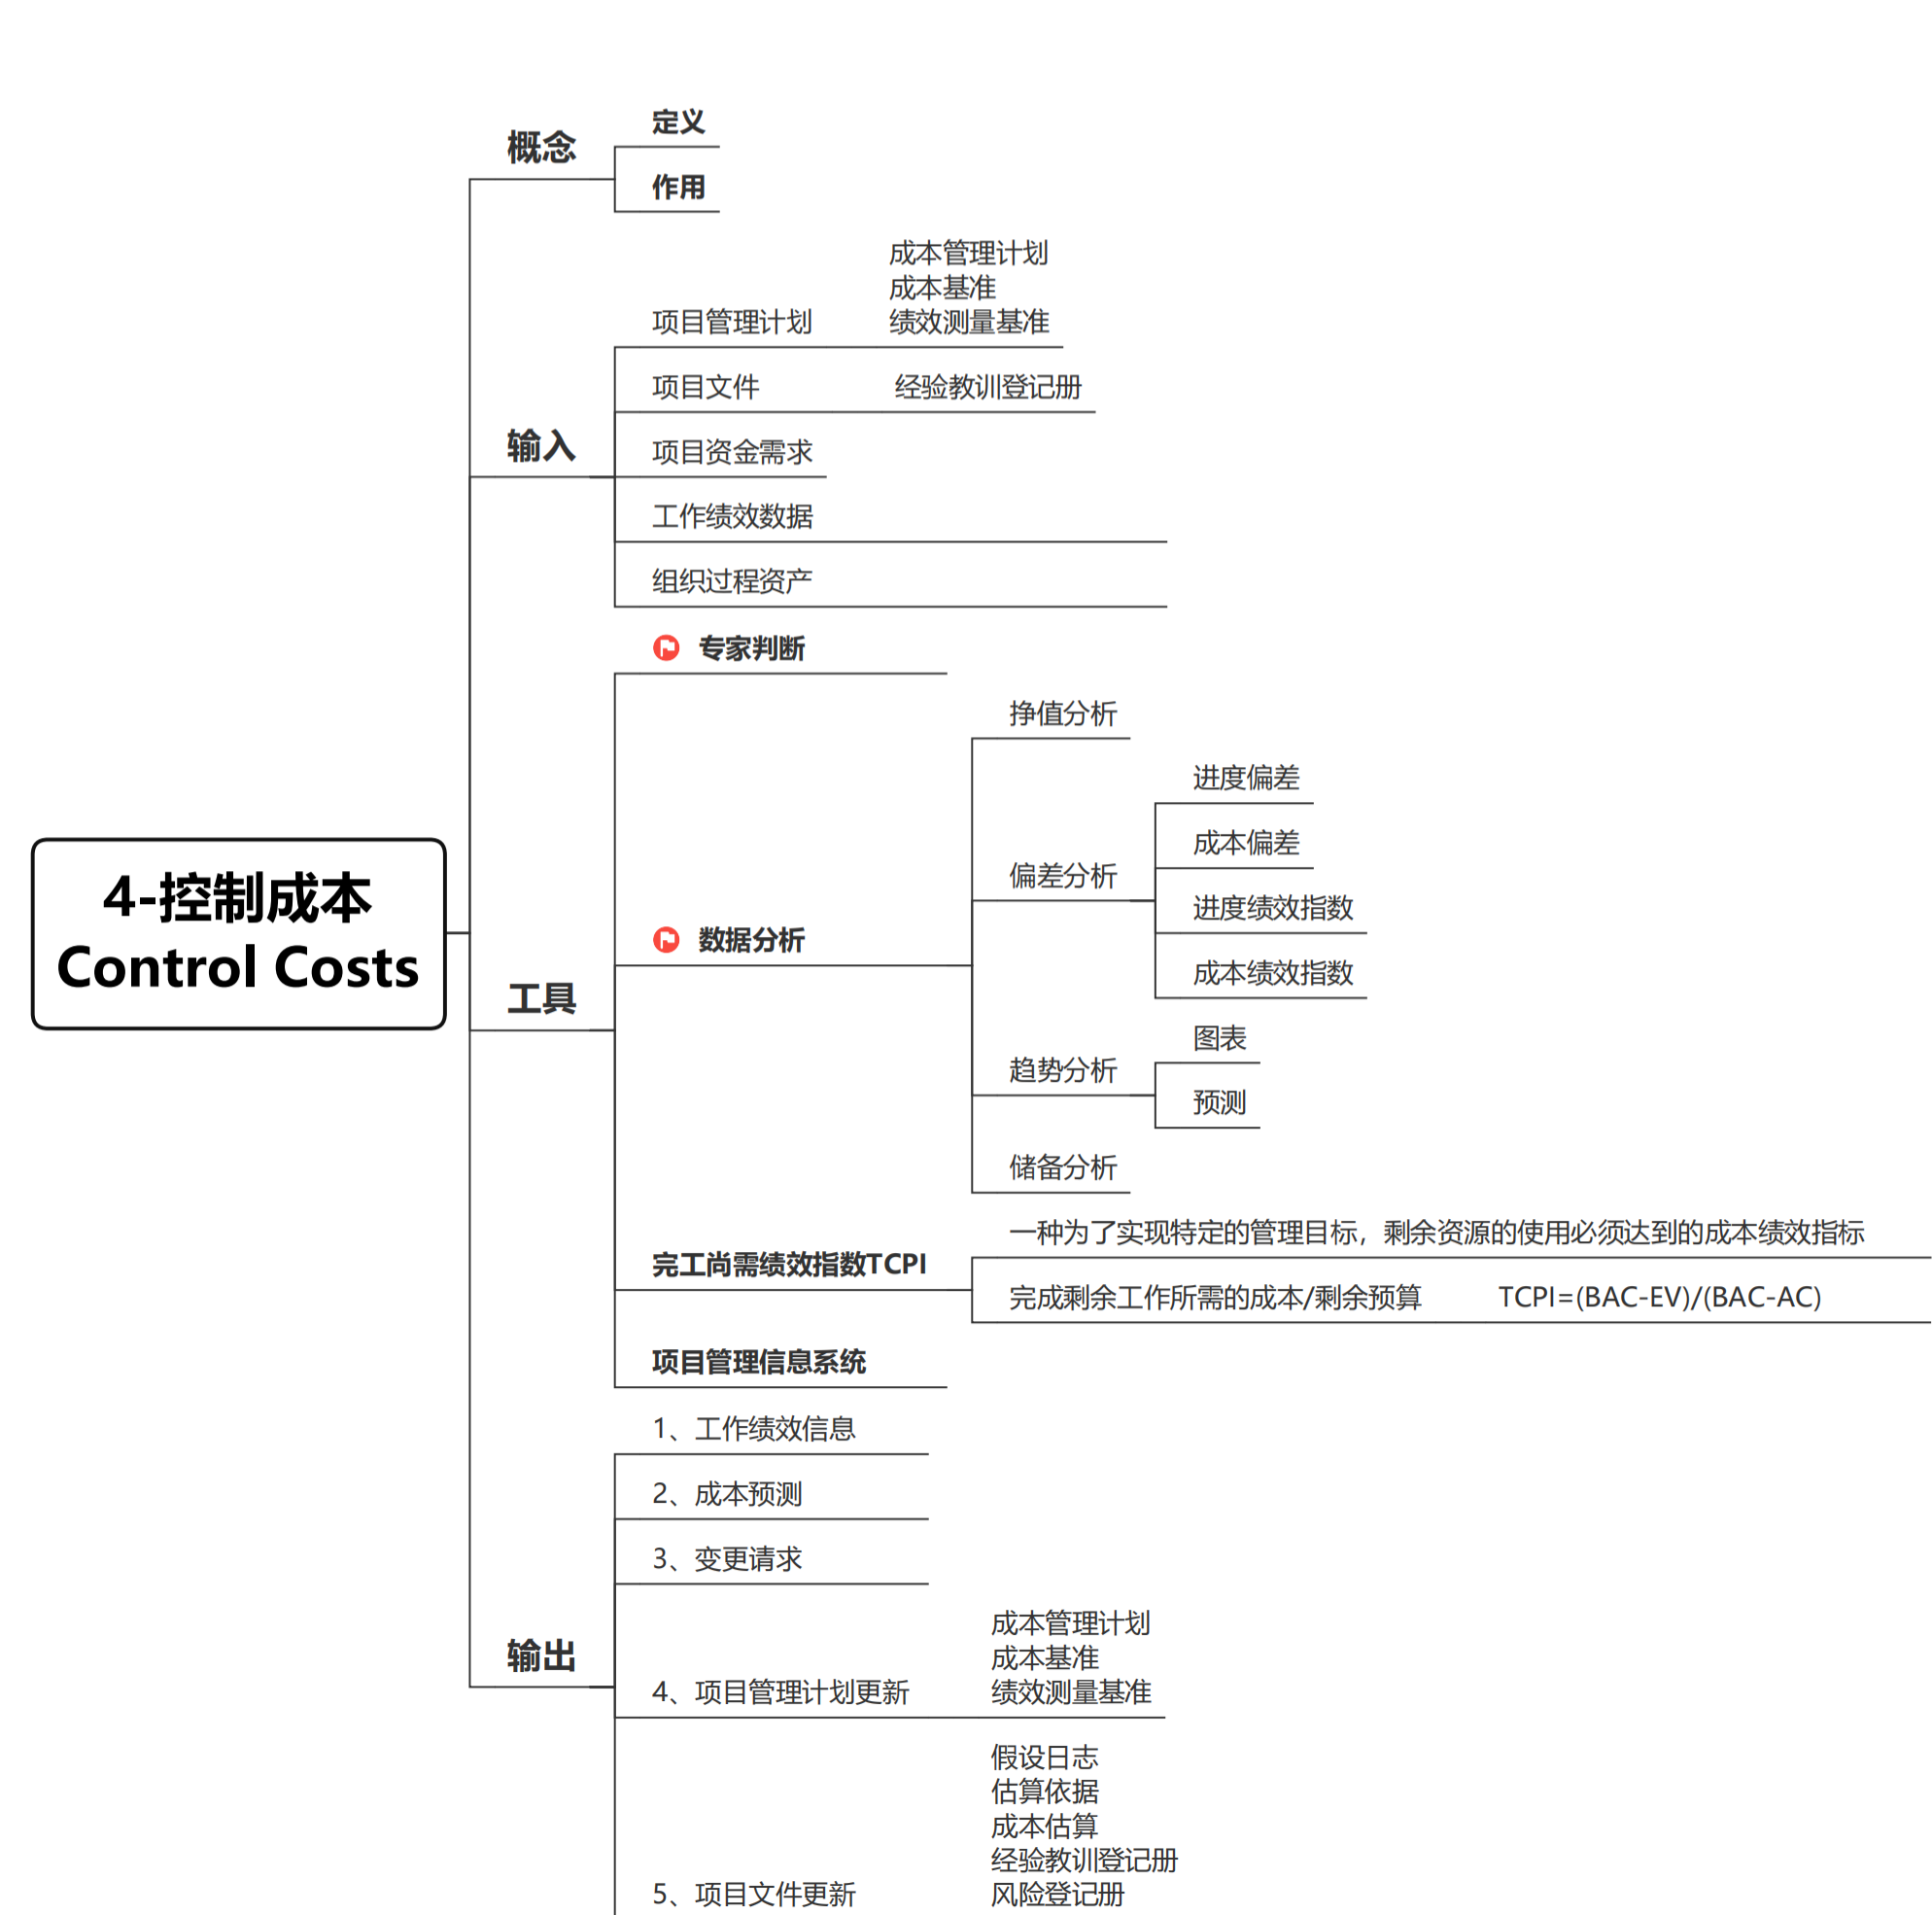 4-控制成本
Control Costs
概念
定义
作用
输入
项目管理计划
成本管理计划
成本基准
绩效测量基准
项目文件
经验教训登记册
项目资金需求
工作绩效数据
组织过程资产
工具
专家判断
数据分析
挣值分析
偏差分析
进度偏差
成本偏差
进度绩效指数
成本绩效指数
趋势分析
图表
预测
储备分析
完工尚需绩效指数TCPI
一种为了实现特定的管理目标，剩余资源的使用必须达到的成本绩效指标
完成剩余工作所需的成本/剩余预算
TCPI=(BAC-EV)/(BAC-AC)
项目管理信息系统
输出
1、工作绩效信息
2、成本预测
3、变更请求
4、项目管理计划更新
成本管理计划
成本基准
绩效测量基准
5、项目文件更新
假设日志
估算依据
成本估算
经验教训登记册
风险登记册